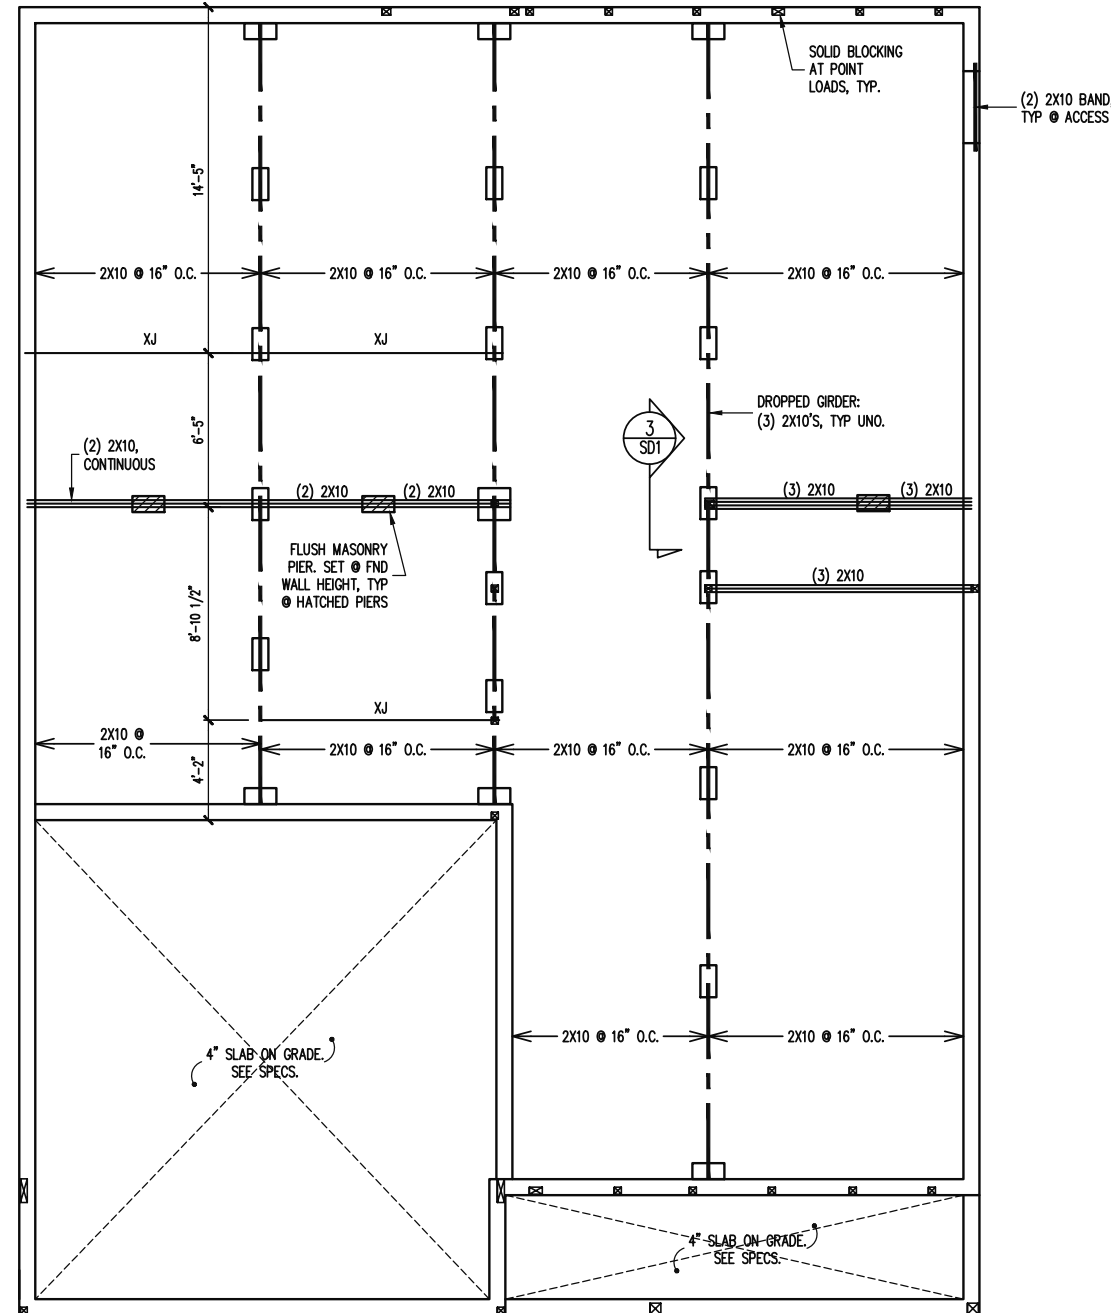 SOLID BLOCKING
AT POINT
LOADS, TYP.
(2) 2X10 BAND,
TYP @ ACCESS
14'-5"
2X10 @ 16" O.C.
2X10 @ 16" O.C.
2X10 @ 16" O.C.
2X10 @ 16" O.C.
XJ
XJ
6'-5"
DROPPED GIRDER:
(3) 2X10'S, TYP UNO.
3
SD1
(2) 2X10,
CONTINUOUS
(2) 2X10
(2) 2X10
(3) 2X10
(3) 2X10
FLUSH MASONRY
PIER. SET @ FND
WALL HEIGHT, TYP
@ HATCHED PIERS
(3) 2X10
8'-10 1/2"
XJ
2X10 @
16" O.C.
2X10 @ 16" O.C.
2X10 @ 16" O.C.
2X10 @ 16" O.C.
4'-2"
2X10 @ 16" O.C.
2X10 @ 16" O.C.
4" SLAB ON GRADE.
SEE SPECS.
4" SLAB ON GRADE.
SEE SPECS.